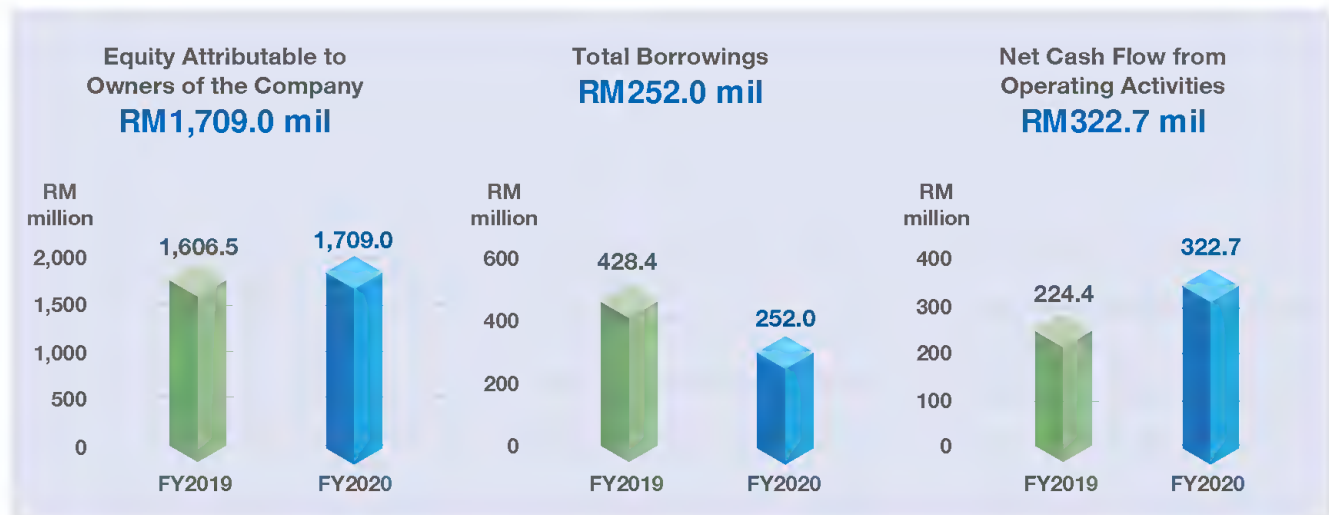 Equity Attributable to
Owners of the Company
RM1,709.0 mil
RM
million
2,000
1,500
1,000
500
0
1,606.5
1,709.0
FY2019
FY2020
Total Borrowings
RM252.0 mil
RM
million
600
400
200
0
428.4
252.0
FY2019
FY2020
Net Cash Flow from
Operating Activities
RM322.7 mil
RM
million
400
300
200
100
0
224.4
322.7
FY2019
FY2020